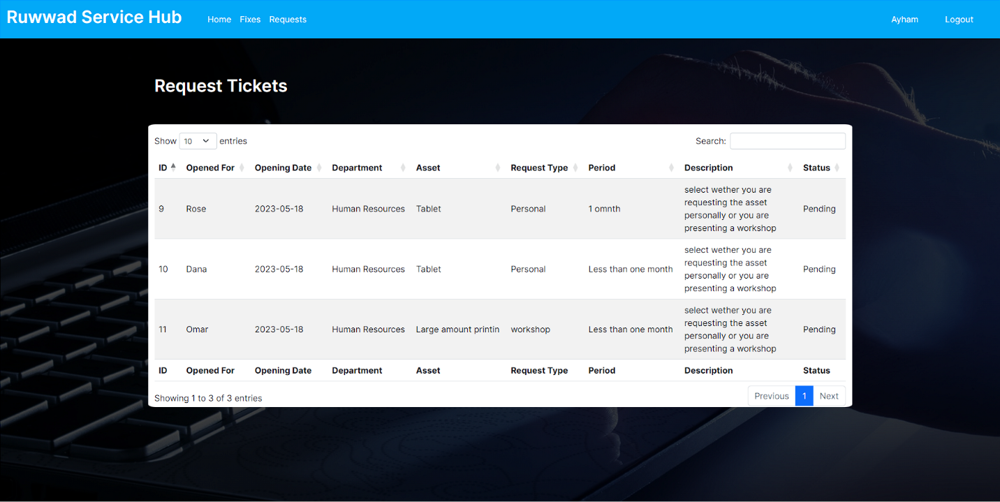 Ruwwad Service Hub Home Fixes Requests Ayham Logout
Request Tickets
Show 10 entries Search:
ID Opened For Opening Date Department Asset Request Type Period Description Status
9 Rose 2023-05-18 Human Resources Tablet Personal 1 omnth select wether you are
requesting the asset
personally or you are
presenting a workshop
Pending
10 Dana 2023-05-18 Human Resources Tablet Personal Less than one month select wether you are
requesting the asset
personally or you are
presenting a workshop
Pending
11 Omar 2023-05-18 Human Resources Large amount printin workshop Less than one month select wether you are
requesting the asset
personally or you are
presenting a workshop
Pending
ID Opened For Opening Date Department Asset Request Type Period Description Status
Showing 1 to 3 of 3 entries Previous 1 Next